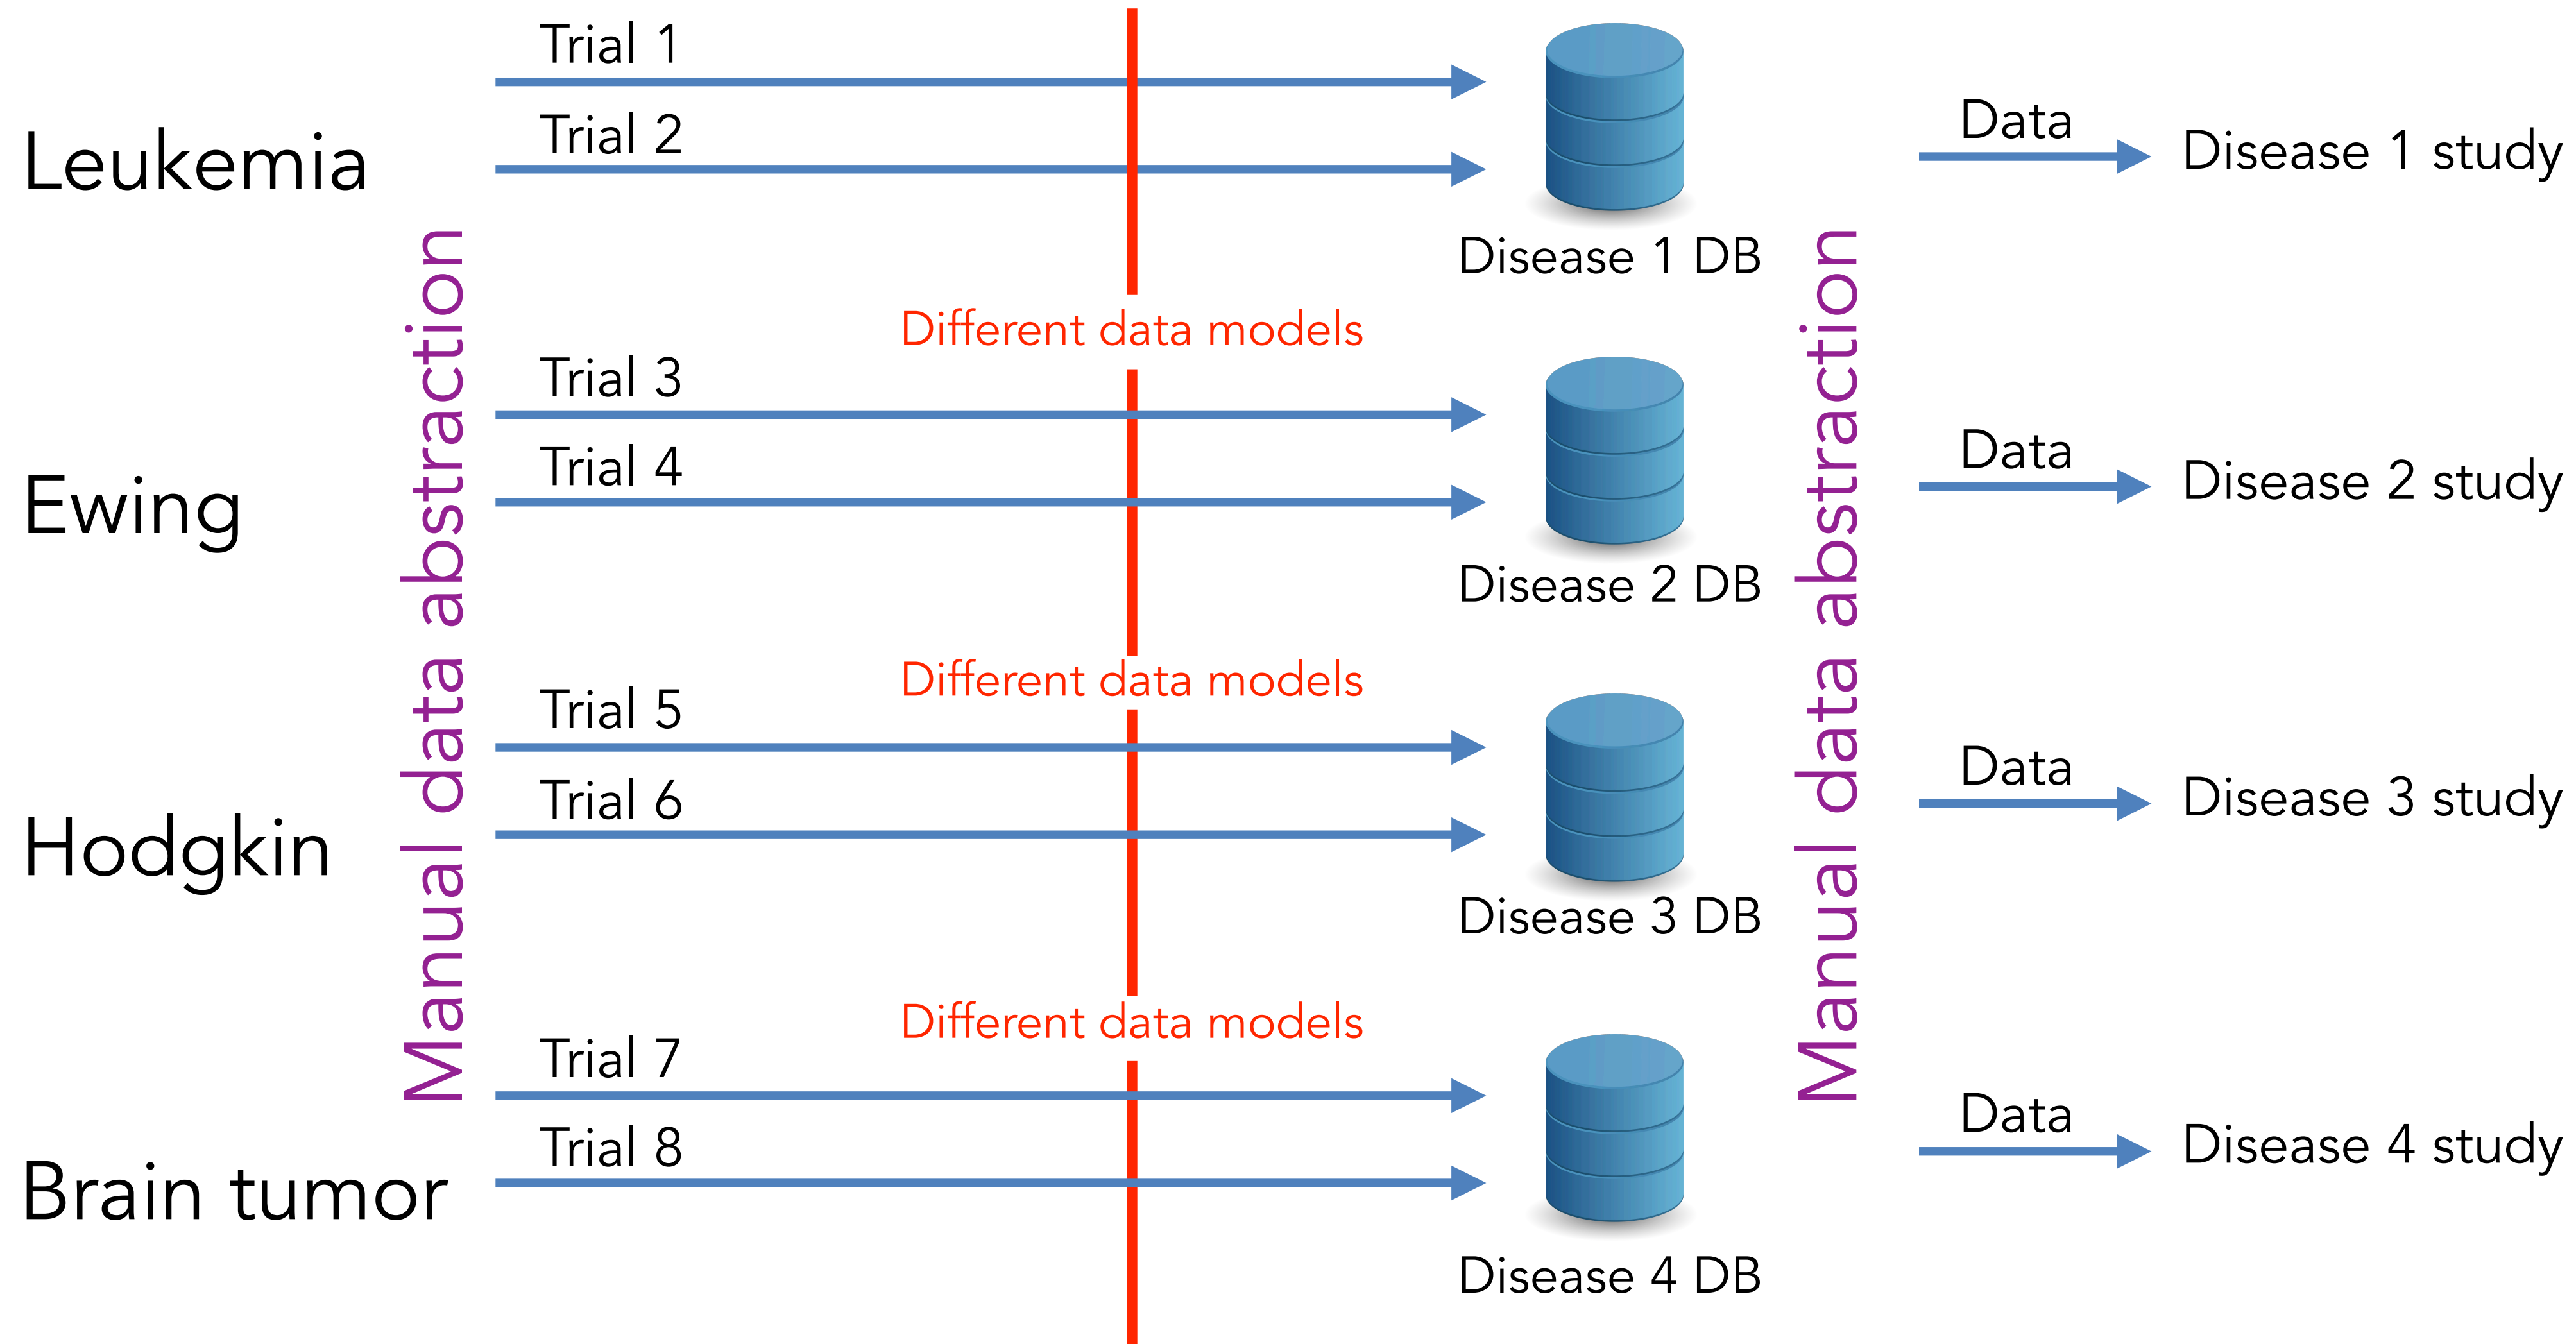 Leukemia
Trial 1
Trial 2
Disease 1 DB
Data
Disease 1 study
Different data models
Ewing
Trial 3
Trial 4
Disease 2 DB
Data
Disease 2 study
Different data models
Hodgkin
Trial 5
Trial 6
Disease 3 DB
Data
Disease 3 study
Different data models
Brain tumor
Trial 7
Trial 8
Disease 4 DB
Data
Disease 4 study
Manual data abstraction
Manual data abstraction